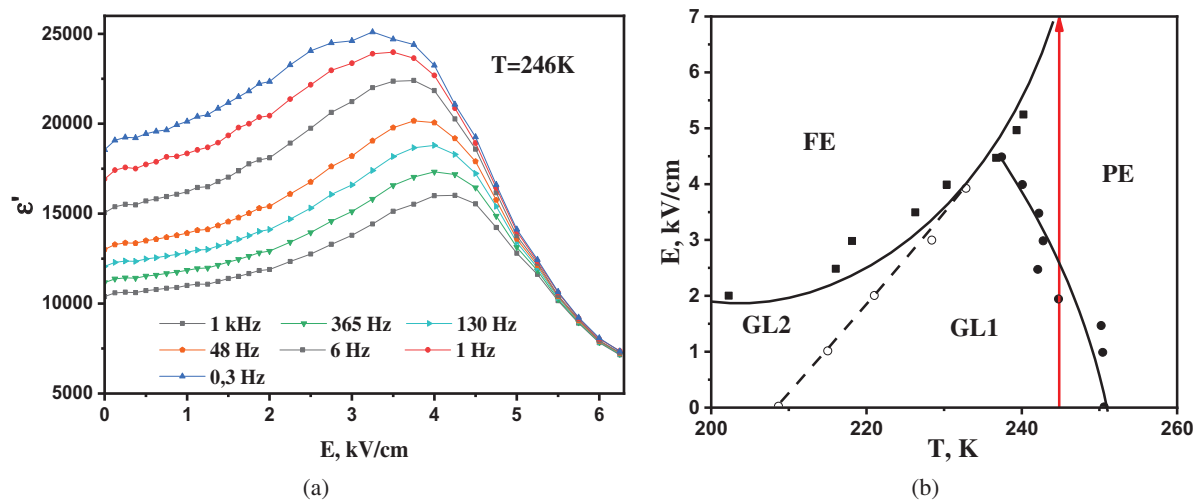 25000
20000
15000
10000
5000
ε'
T=246K
1 kHz 365 Hz 130 Hz
48 Hz 6 Hz 1 Hz
0,3 Hz
0 1 2 3 4 5 6
E, kV/cm
(a)
7
6
5
4
3
2
1
0
E, kV/cm
FE
PE
GL2
GL1
200 220 240 260
T, K
(b)